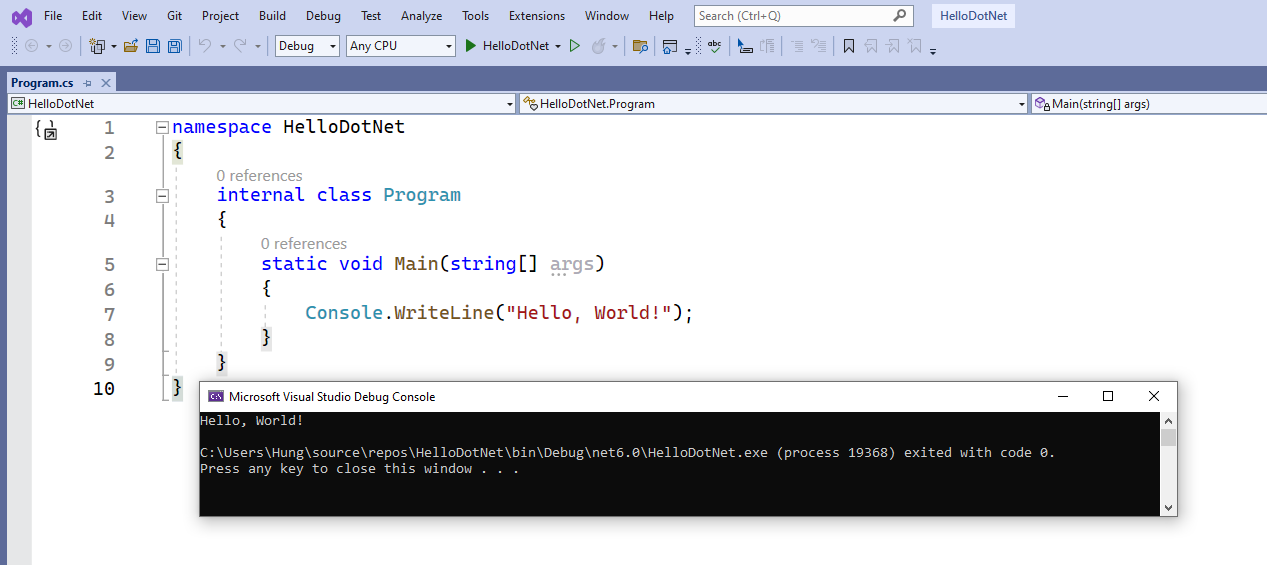 File Edit View Git Project Build Debug Test Analyze Tools Extensions Window Help Search (Ctrl+Q) HelloDotNet
Debug Any CPU HelloDotNet abc
Program.cs
C# HelloDotNet HelloDotNet.Program Main(string[] args)
1 namespace HelloDotNet
2 {
0 references
3 internal class Program
4 {
0 references
5 static void Main(string[] args)
6 {
7 Console.WriteLine("Hello, World!");
8 }
9 }
10 }
C:\ Microsoft Visual Studio Debug Console
Hello, World!
C:\Users\Hung\source\repos\HelloDotNet\bin\Debug\net6.0\HelloDotNet.exe (process 19368) exited with code 0.
Press any key to close this window . . .